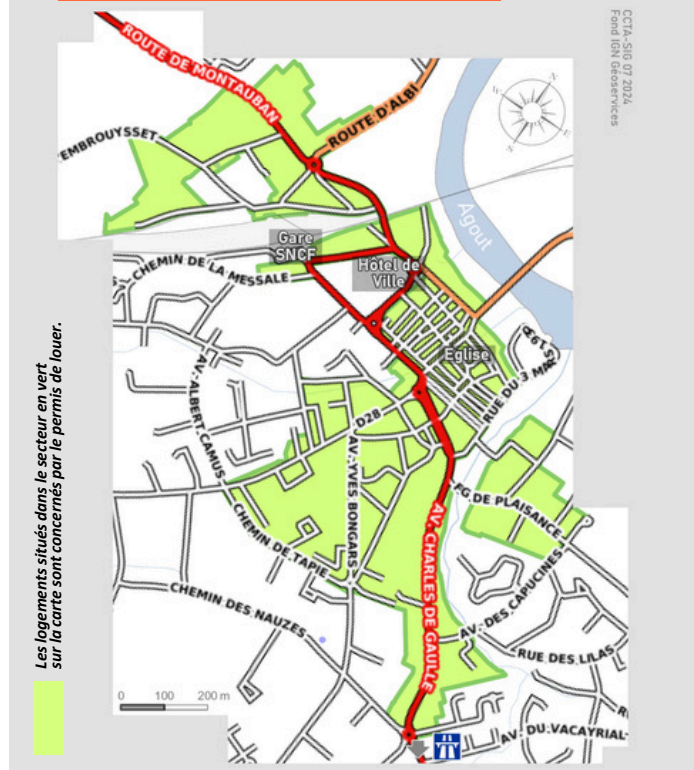 CCTA-SIG 07 2024
Fond IGN Géoservices
ROUTE DE MONTAUBAN
ROUTE D'ALBI
'EMBROUYSSET
N
W
E
S
Agout
Gare
SNCF
Hôtel de
Ville
CHEMIN DE LA MESSALE
Eglise
RUE DU 3 MARS
AV. ALBERT CAMUS
D28
AV. YVES BONGARS
FG DE PLAISANCE
AV. CHARLES DE GAULLE
CHEMIN DE TAPIE
CHEMIN DES NAUZES
AV. DES CAPUCINES
RUE DES LILAS
AV. DU VACAYRIAL
0 100 200 m
Les logements situés dans le secteur en vert
sur la carte sont concernés par le permis de louer.